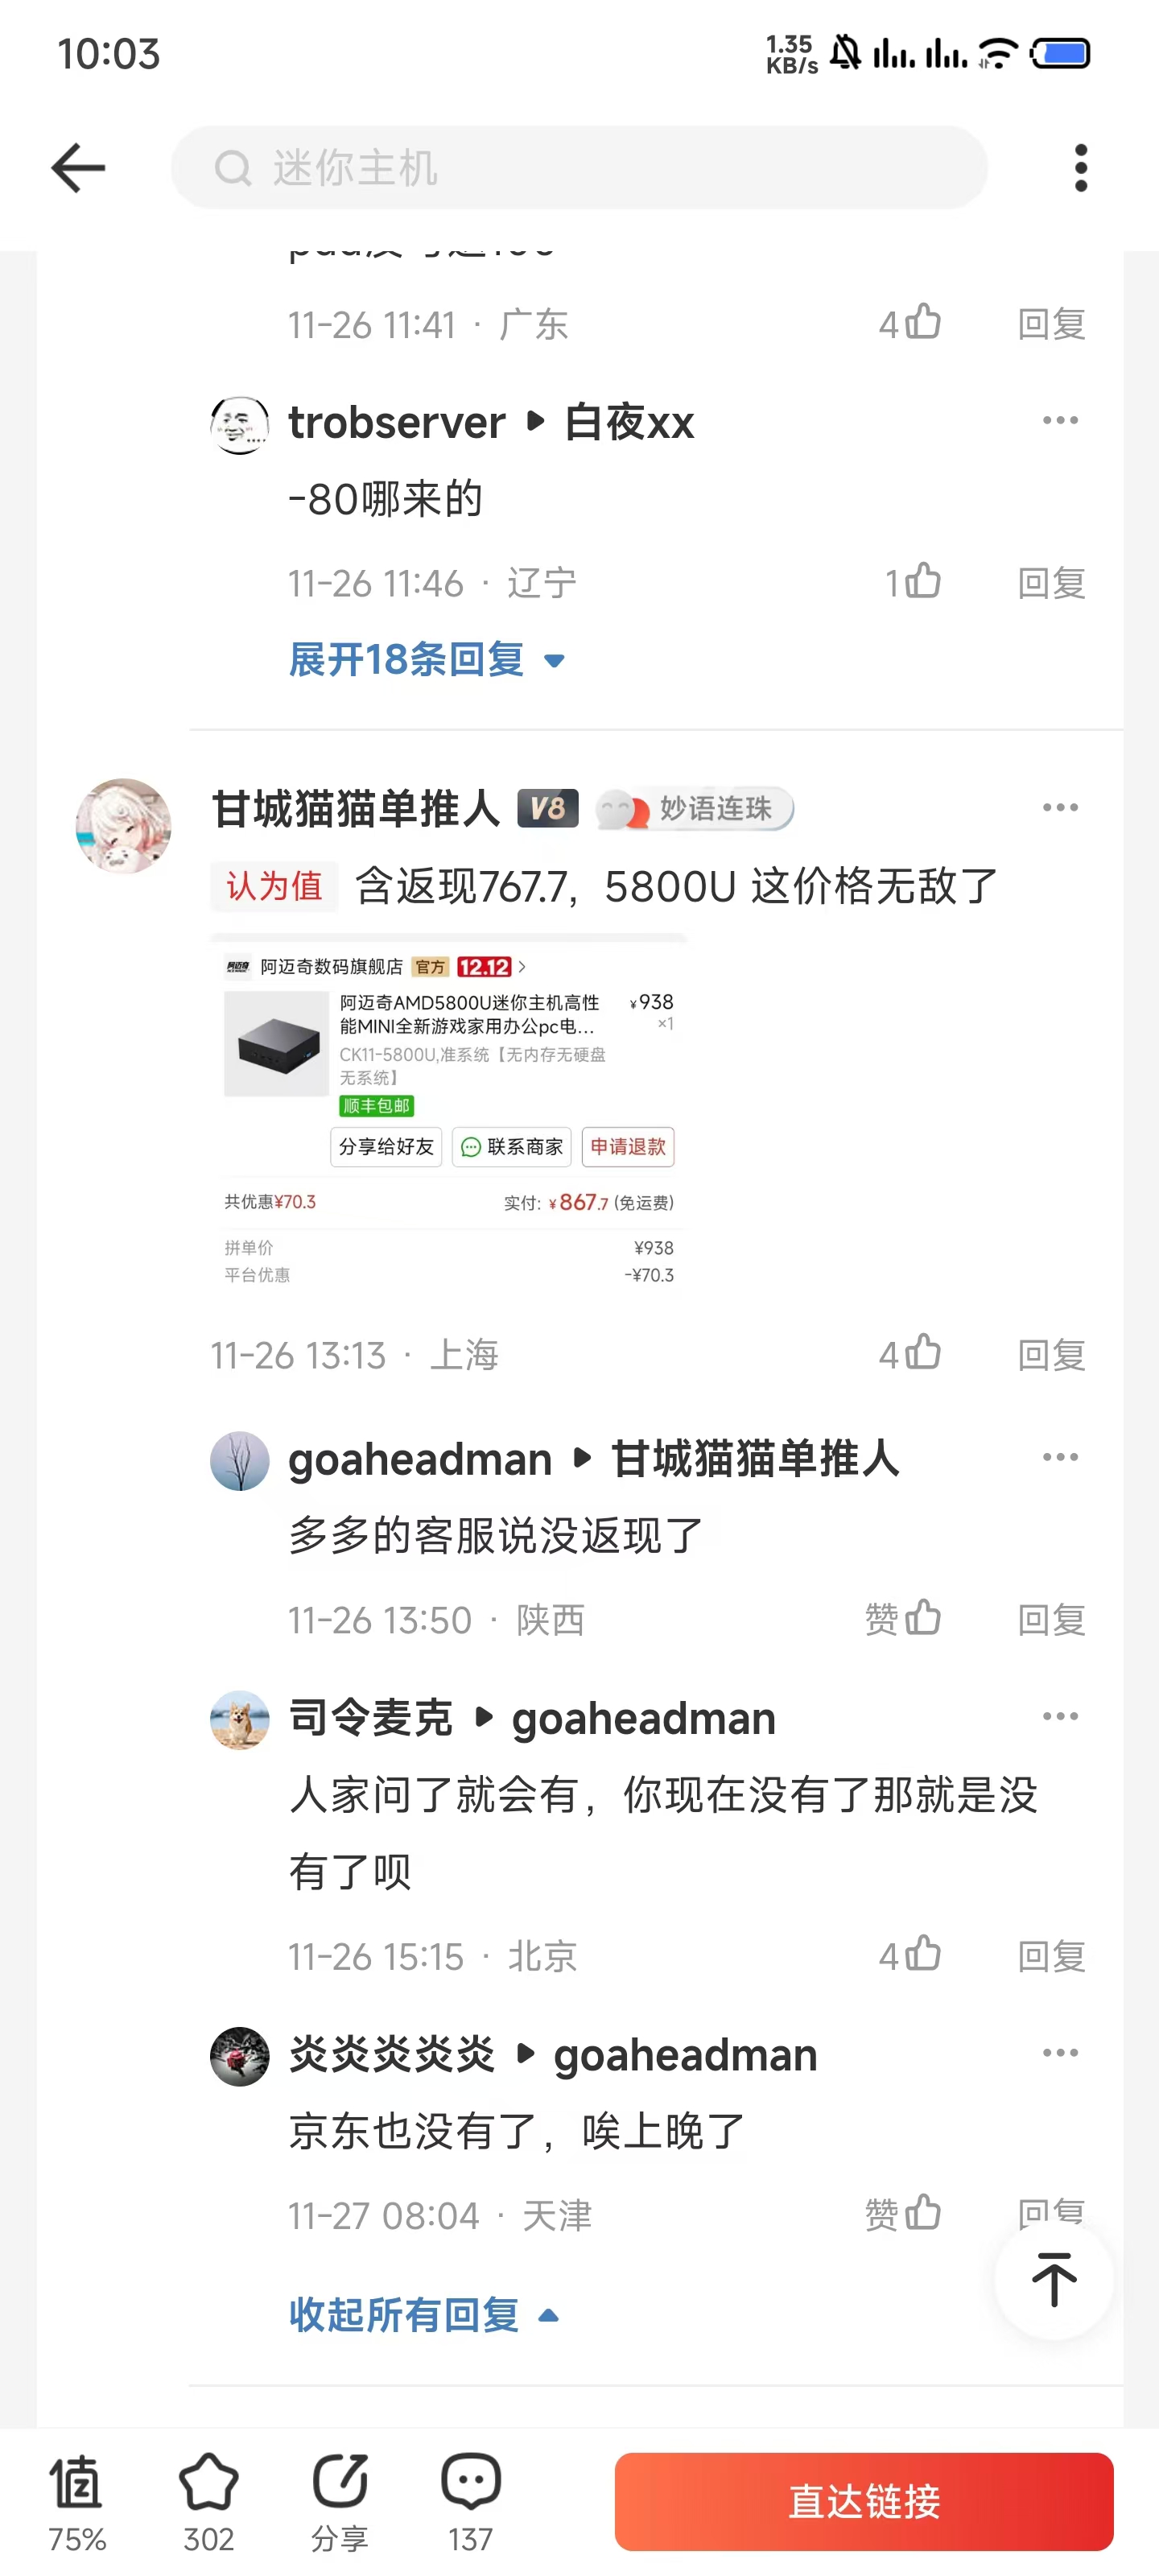 10:03
1.35
KB/s
迷你主机
11-26 11:41 · 广东
4
回复
trobserver ▶ 白夜xx
-80哪来的
11-26 11:46 · 辽宁
1
回复
展开18条回复
甘城猫猫单推人 V8 妙语连珠
认为值 含返现767.7，5800U 这价格无敌了
阿迈奇数码旗舰店 官方 12.12 >
阿迈奇AMD5800U迷你主机高性
¥938
能MINI全新游戏家用办公pc电...
×1
CK11-5800U,准系统【无内存无硬盘
无系统】
顺丰包邮
分享给好友 联系商家 申请退款
共优惠¥70.3 实付: ¥867.7 (免运费)
拼单价 ¥938
平台优惠 -¥70.3
11-26 13:13 · 上海
4
回复
goaheadman ▶ 甘城猫猫单推人
多多的客服说没返现了
11-26 13:50 · 陕西
赞
回复
司令麦克 ▶ goaheadman
人家问了就会有，你现在没有了那就是没
有了呗
11-26 15:15 · 北京
4
回复
炎炎炎炎炎 ▶ goaheadman
京东也没有了，唉上晚了
11-27 08:04 · 天津
赞
回复
收起所有回复
值
75%
302
分享
137
直达链接